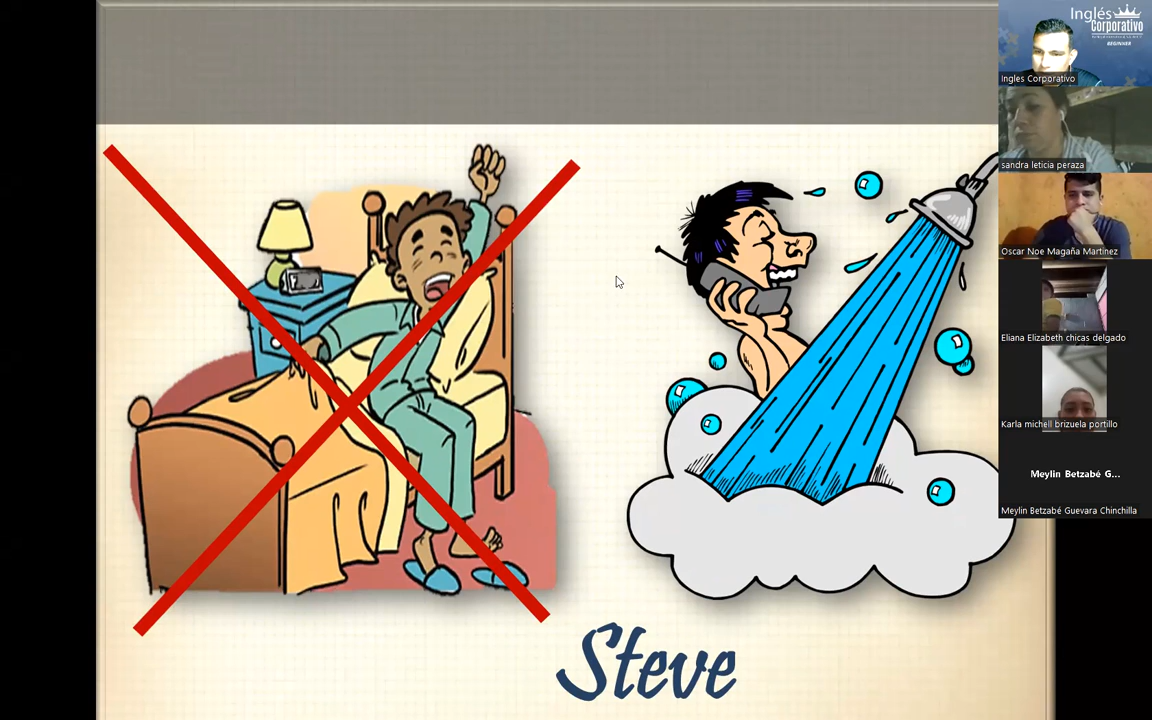 Steve
Inglés
Corporativo
BEGINNER
Ingles Corporativo
sandra leticia peraza
Oscar Noe Magaña Martinez
Eliana Elizabeth chicas delgado
Karla michell brizuela portillo
Meylin Betzabé G...
Meylin Betzabé Guevara Chinchilla